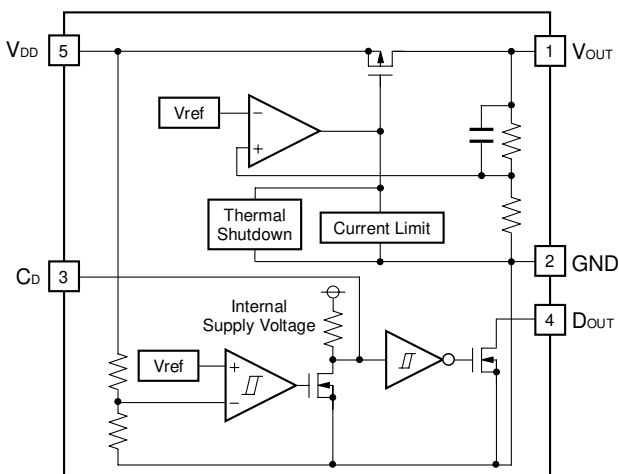 VDD 5 1 VOUT
Vref
−
+
Thermal
Shutdown
Current Limit
CD 3 2 GND
Internal
Supply Voltage
4 DOUT
Vref
+
−